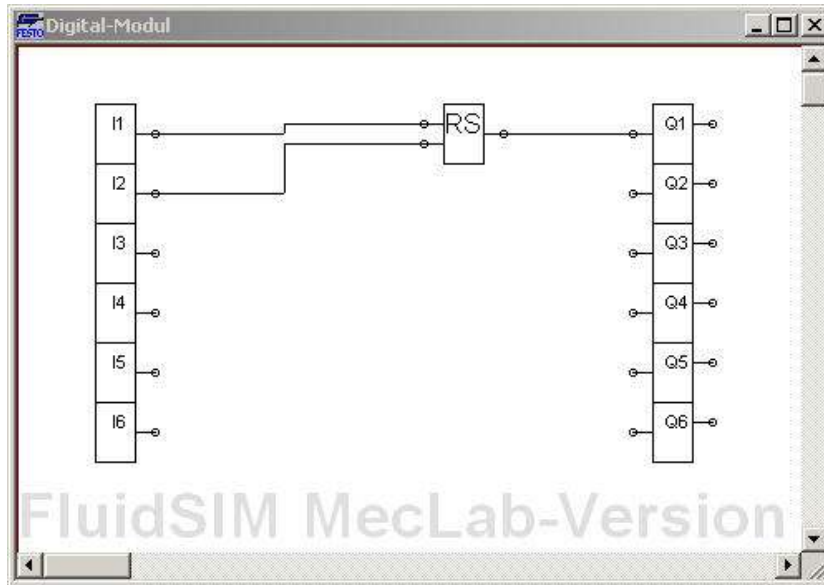 FESTO Digital-Modul
I1 RS Q1
I2 Q2
I3 Q3
I4 Q4
I5 Q5
I6 Q6
FluidSIM MecLab-Version